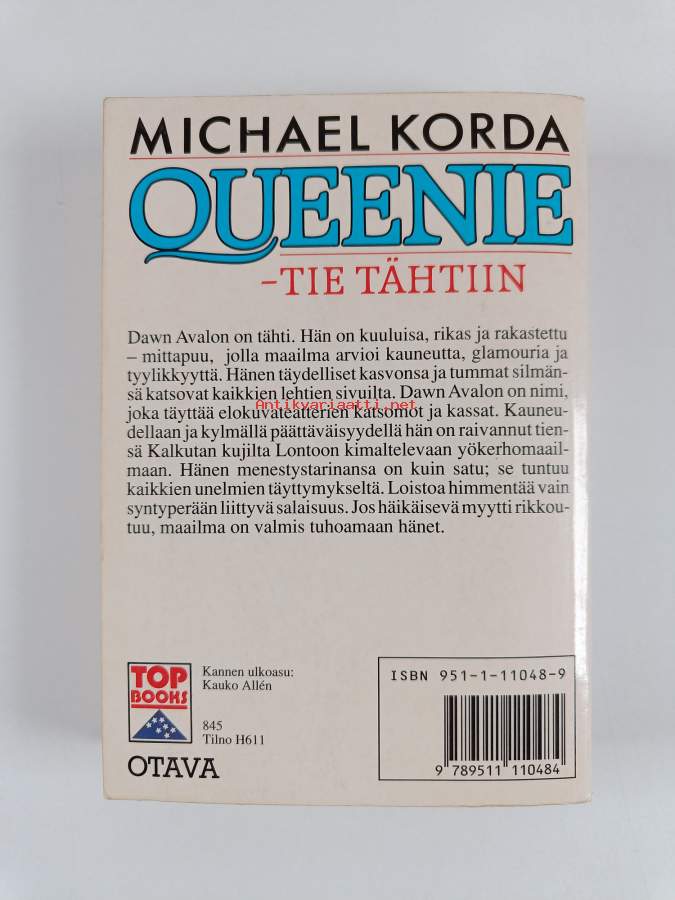 MICHAEL KORDA
QUEENIE
–TIE TÄHTIIN
Dawn Avalon on tähti. Hän on kuuluisa, rikas ja rakastettu
– mittapuu, jolla maailma arvioi kauneutta, glamouria ja
tyylikkyyttä. Hänen täydelliset kasvonsa ja tummat silmän-
sä katsovat kaikkien lehtien sivuilta. Dawn Avalon on nimi,
Antikvariaatti.net
joka täyttää elokuvateatterien katsomot ja kassat. Kauneu-
dellaan ja kylmällä päättäväisyydellä hän on raivannut tien-
sä Kalkutan kujilta Lontoon kimaltelevaan yökerhomaail-
maan. Hänen menestystarinansa on kuin satu; se tuntuu
kaikkien unelmien täyttymykseltä. Loistoa himmentää vain
syntyperään liittyvä salaisuus. Jos häikäisevä myytti rikkou-
tuu, maailma on valmis tuhoamaan hänet.
TOP
BOOKS
Kannen ulkoasu:
Kauko Allén
845
Tilno H611
OTAVA
ISBN 951-1-11048-9
9 789511 110484